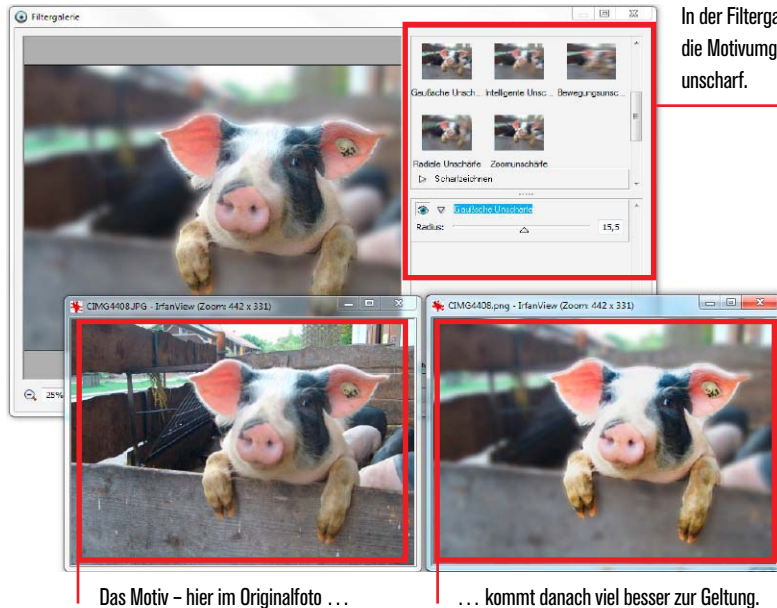 Filtergalerie
In der Filterga
die Motivumg
unscharf.
Gaußsche Unsch... Intelligente Unsc... Bewegungsunsc...
Radiale Unschärfe Zoomunschärfe
Scharfzeichnen
Gaußsche Unschärfe
Radius: 15,5
CIMG4408.JPG - IrfanView (Zoom: 442 x 331)
CIMG4408.png - IrfanView (Zoom: 442 x 331)
25%
Das Motiv – hier im Originalfoto ...
... kommt danach viel besser zur Geltung.